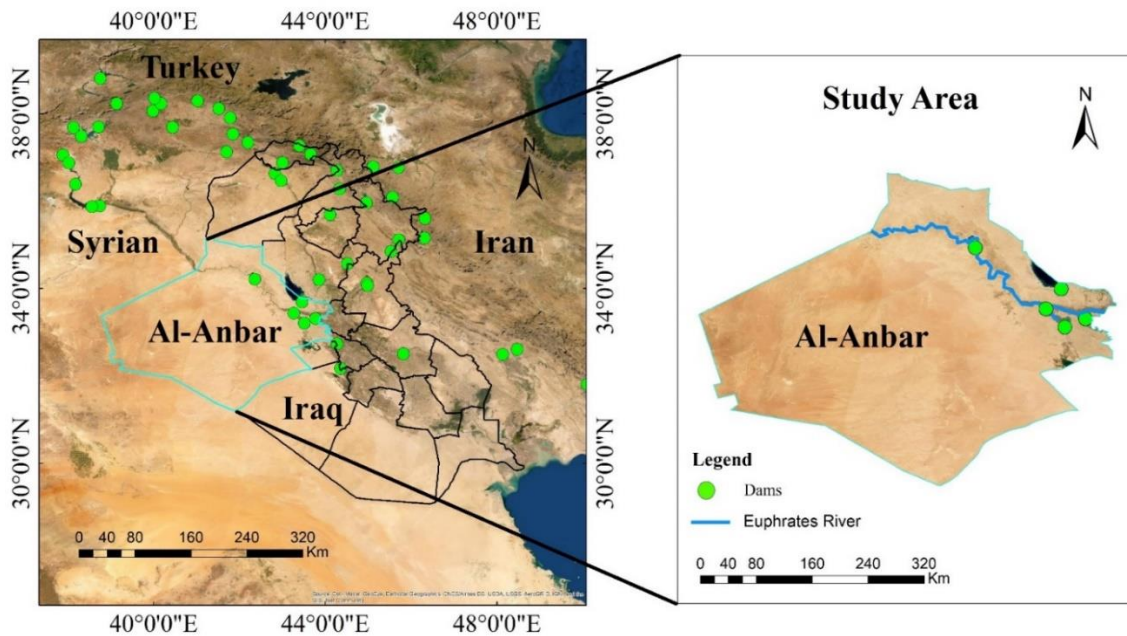 40°0'0"E 44°0'0"E 48°0'0"E
Turkey
38°0'0"N
38°0'0"N
N
Syrian
Iran
34°0'0"N
34°0'0"N
Al-Anbar
Iraq
30°0'0"N
30°0'0"N
0 40 80 160 240 320
Km
40°0'0"E 44°0'0"E 48°0'0"E
Study Area
N
Al-Anbar
Legend
Dams
Euphrates River
0 40 80 160 240 320
Km